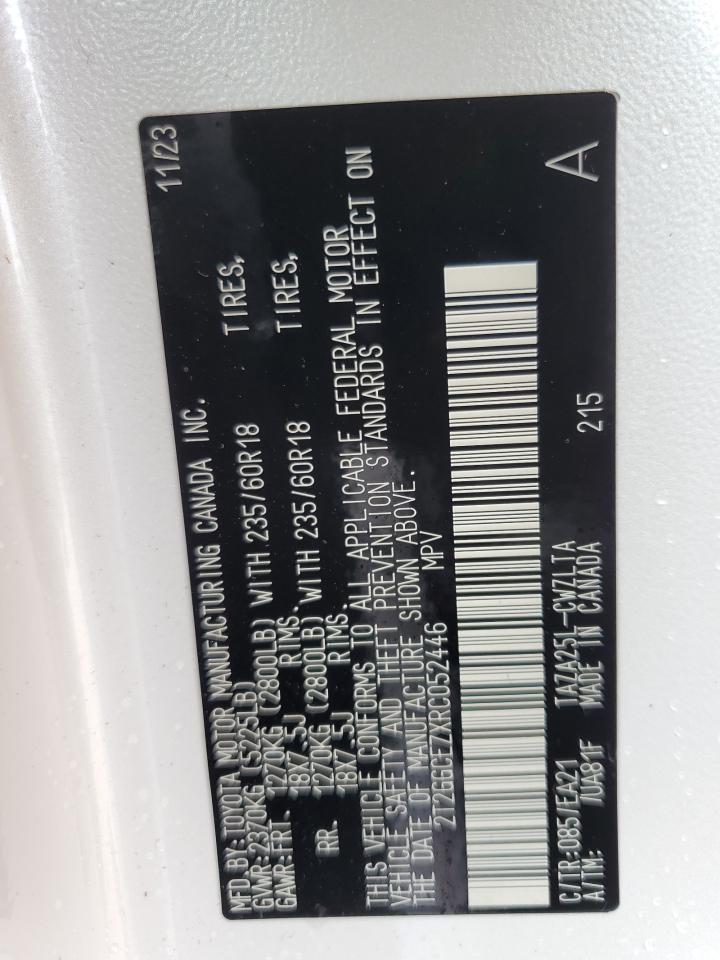 MFD BY:TOYOTA MOTOR MANUFACTURING CANADA INC. 11/23
GVWR:2370KG (5225LB)
GAWR:FRT. 1270KG (2800LB) WITH 235/60R18 TIRES,
18X7.5J RIMS.
RR. 1270KG (2800LB) WITH 235/60R18 TIRES,
18X7.5J RIMS.
THIS VEHICLE CONFORMS TO ALL APPLICABLE FEDERAL MOTOR
VEHICLE SAFETY AND THEFT PREVENTION STANDARDS IN EFFECT ON
THE DATE OF MANUFACTURE SHOWN ABOVE.
2T2GGCEZXRC052446 MPV
C/TR:085/EA21 TAZA25L-CWZLTA 215 A
A/TM: /UA81F MADE IN CANADA